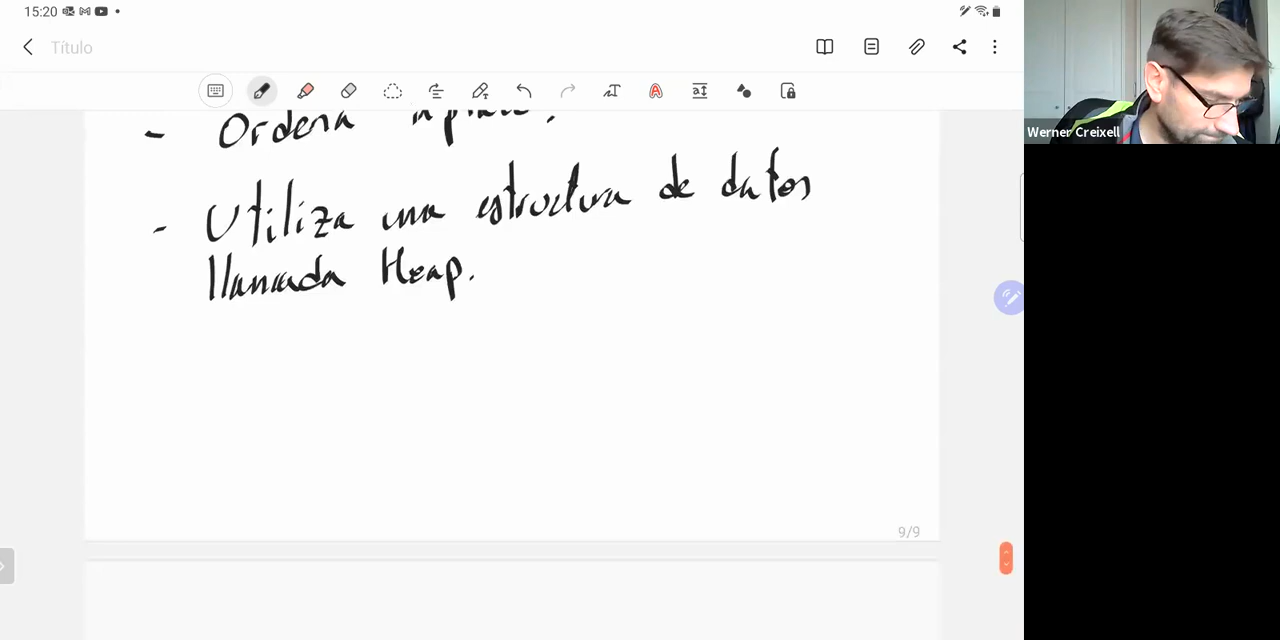 15:20
Título
Werner Creixell
- Ordena
- Utiliza una estructura de datos
llamada Heap.
9/9